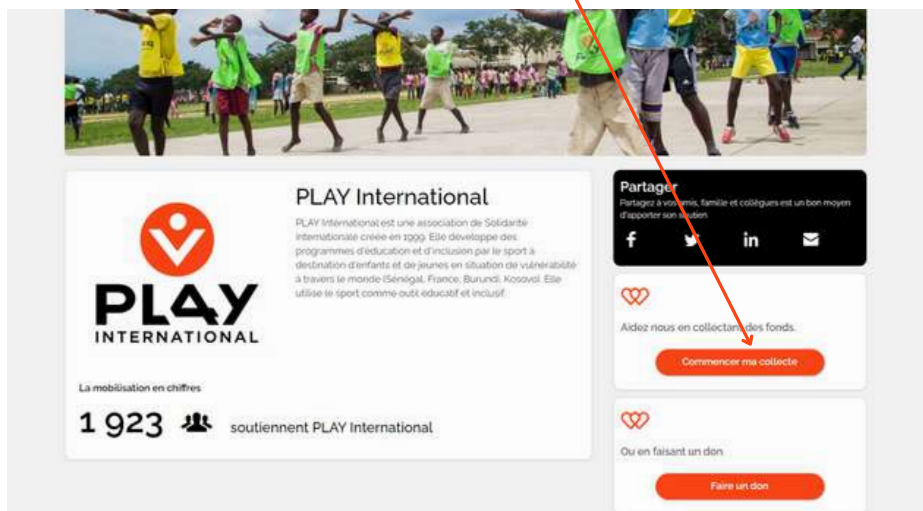 PLAY International
PLAY International est une association de Solidarité
Internationale créée en 1999. Elle développe des
programmes d'éducation et d'inclusion par le sport à
destination d'enfants et de jeunes en situation de vulnérabilité
à travers le monde (Sénégal, France, Burundi, Kosovo). Elle
utilise le sport comme outil éducatif et inclusif.
PLAY
INTERNATIONAL
La mobilisation en chiffres
1 923 soutiennent PLAY International
Partager
Partagez à vos amis, famille et collègues est un bon moyen
d'apporter son soutien
f
in
Aidez nous en collectant des fonds.
Commencer ma collecte
Ou en faisant un don
Faire un don